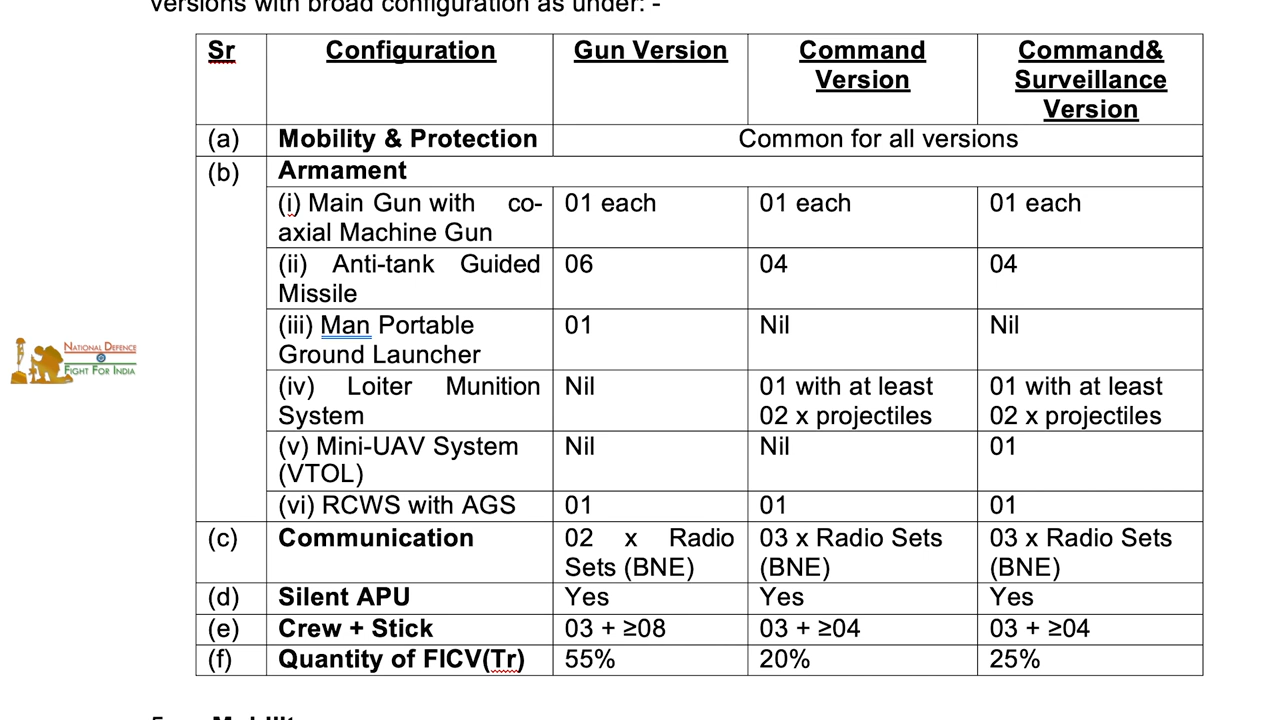 versions with broad configuration as under: -
Sr Configuration Gun Version Command Version Command& Surveillance Version
(a) Mobility & Protection Common for all versions
(b) Armament
(i) Main Gun with co-axial Machine Gun 01 each 01 each 01 each
(ii) Anti-tank Guided Missile 06 04 04
(iii) Man Portable Ground Launcher 01 Nil Nil
(iv) Loiter Munition System Nil 01 with at least 02 x projectiles 01 with at least 02 x projectiles
(v) Mini-UAV System (VTOL) Nil Nil 01
(vi) RCWS with AGS 01 01 01
(c) Communication 02 x Radio Sets (BNE) 03 x Radio Sets (BNE) 03 x Radio Sets (BNE)
(d) Silent APU Yes Yes Yes
(e) Crew + Stick 03 + ≥08 03 + ≥04 03 + ≥04
(f) Quantity of FICV(Tr) 55% 20% 25%
NATIONAL DEFENCE
FIGHT FOR INDIA